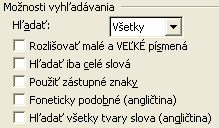 Možnosti vyhľadávania
Hľadať: Všetky
Rozlišovať malé a VEĽKÉ písmená
Hľadať iba celé slová
Použiť zástupné znaky
Foneticky podobné (angličtina)
Hľadať všetky tvary slova (angličtina)